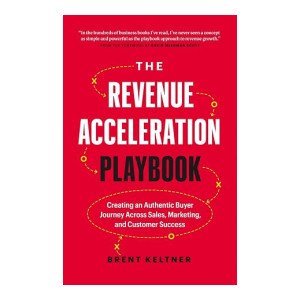 "In the hundreds of business books I've read, I've never seen a concept
as simple and powerful as the playbook approach to revenue growth."
THE
REVENUE
ACCELERATION
PLAYBOOK
Creating an Authentic Buyer
Journey Across Sales, Marketing,
and Customer Success
BRENT KELTNER